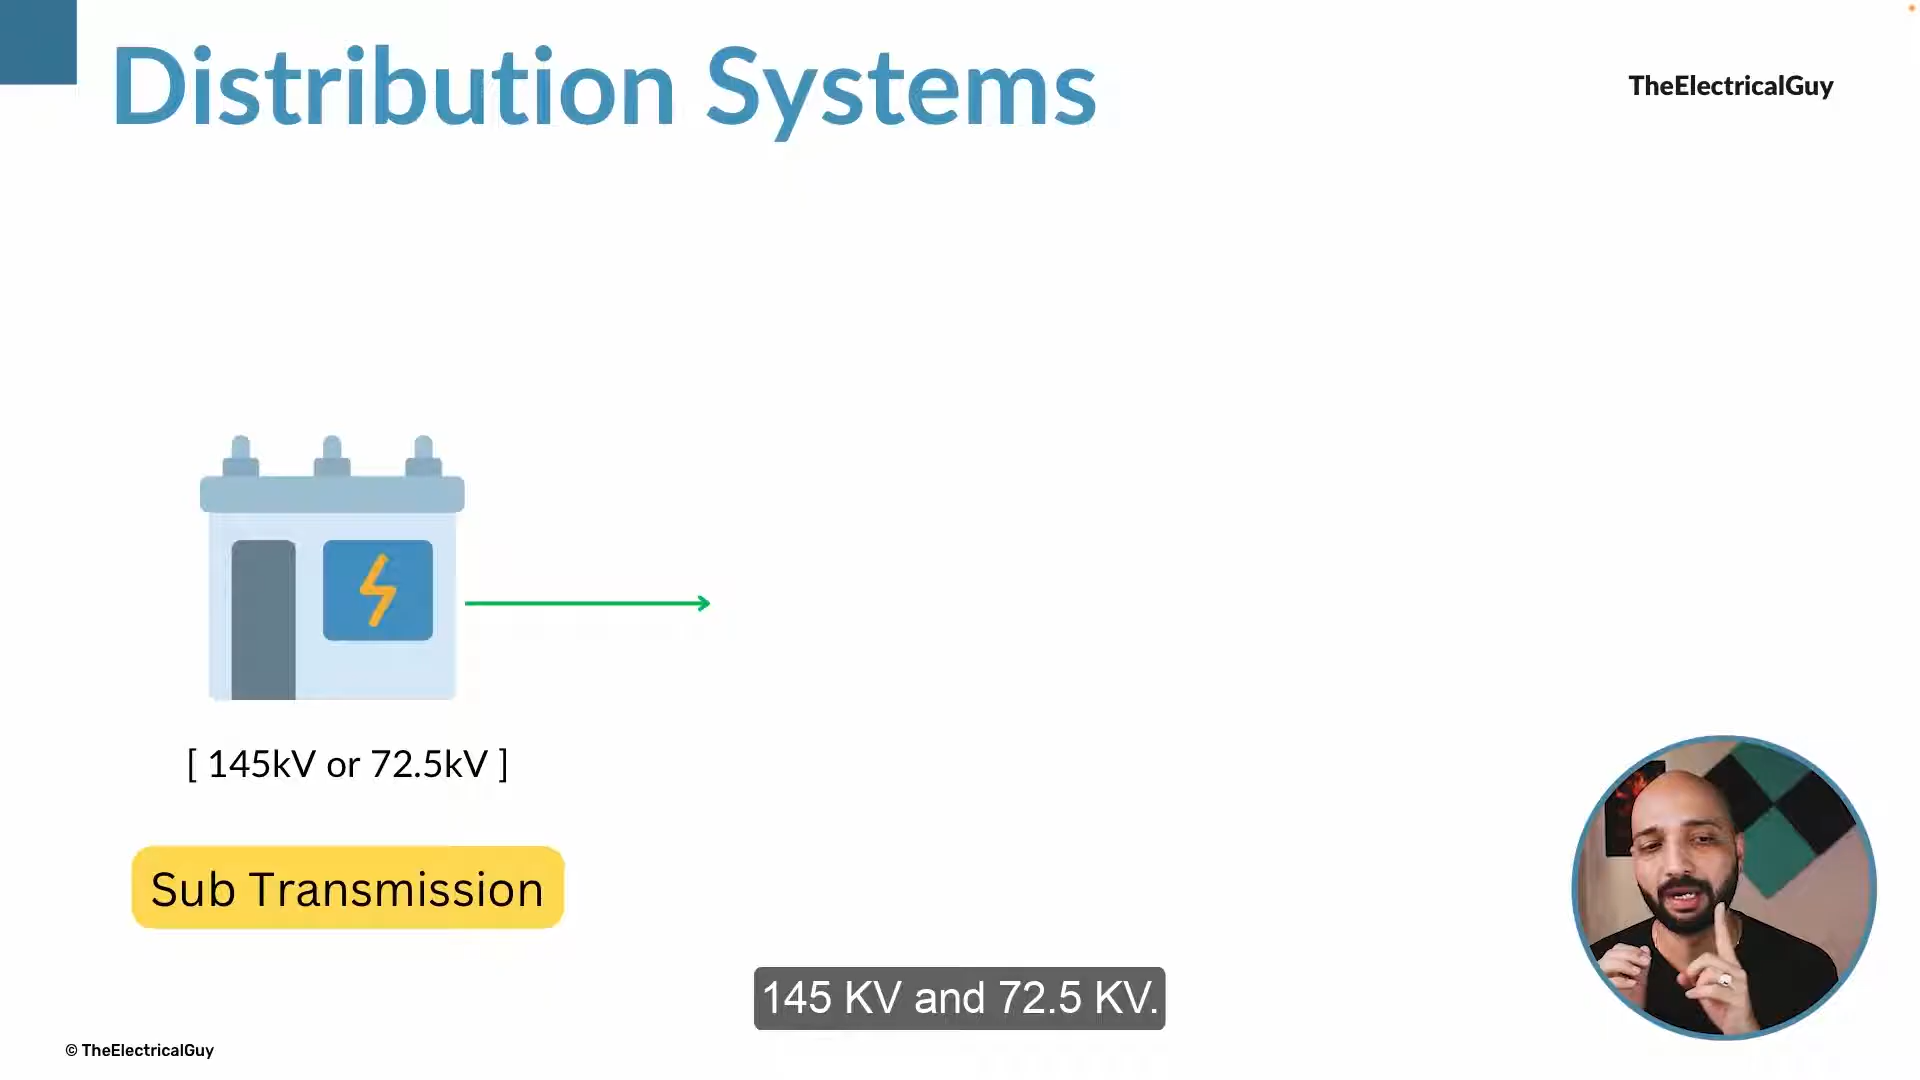 Distribution Systems
TheElectricalGuy
[ 145kV or 72.5kV ]
Sub Transmission
145 KV and 72.5 KV.
© TheElectricalGuy